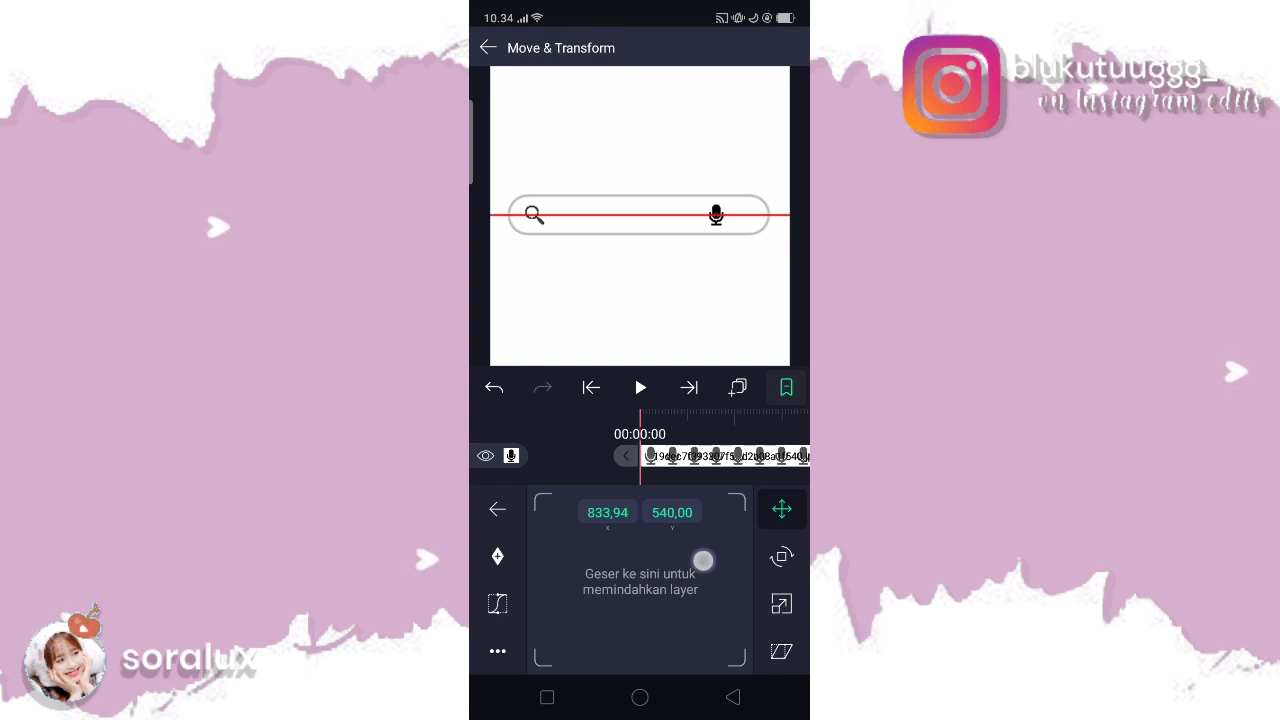 10.34
Move & Transform
blukutuuggg_
on Instagram edits
00:00:00
833,94 540,00
X Y
Geser ke sini untuk
memindahkan layer
soralux